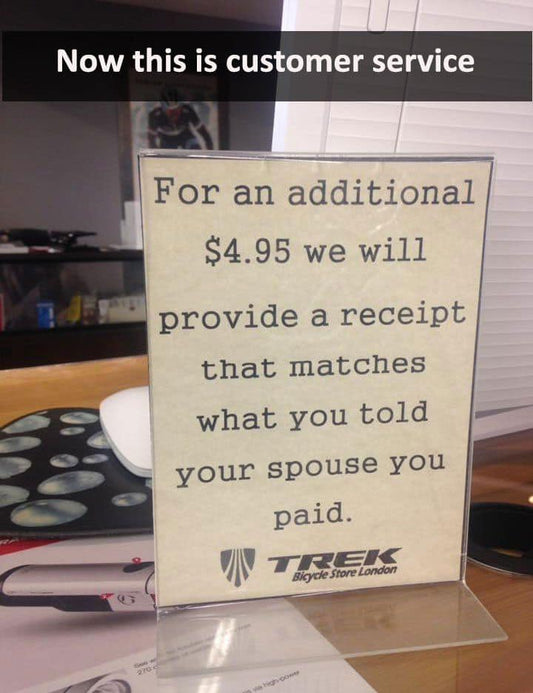 Now this is customer service
For an additional
$4.95 we will
provide a receipt
that matches
what you told
your spouse you
paid.
TREK
Bicycle Store London